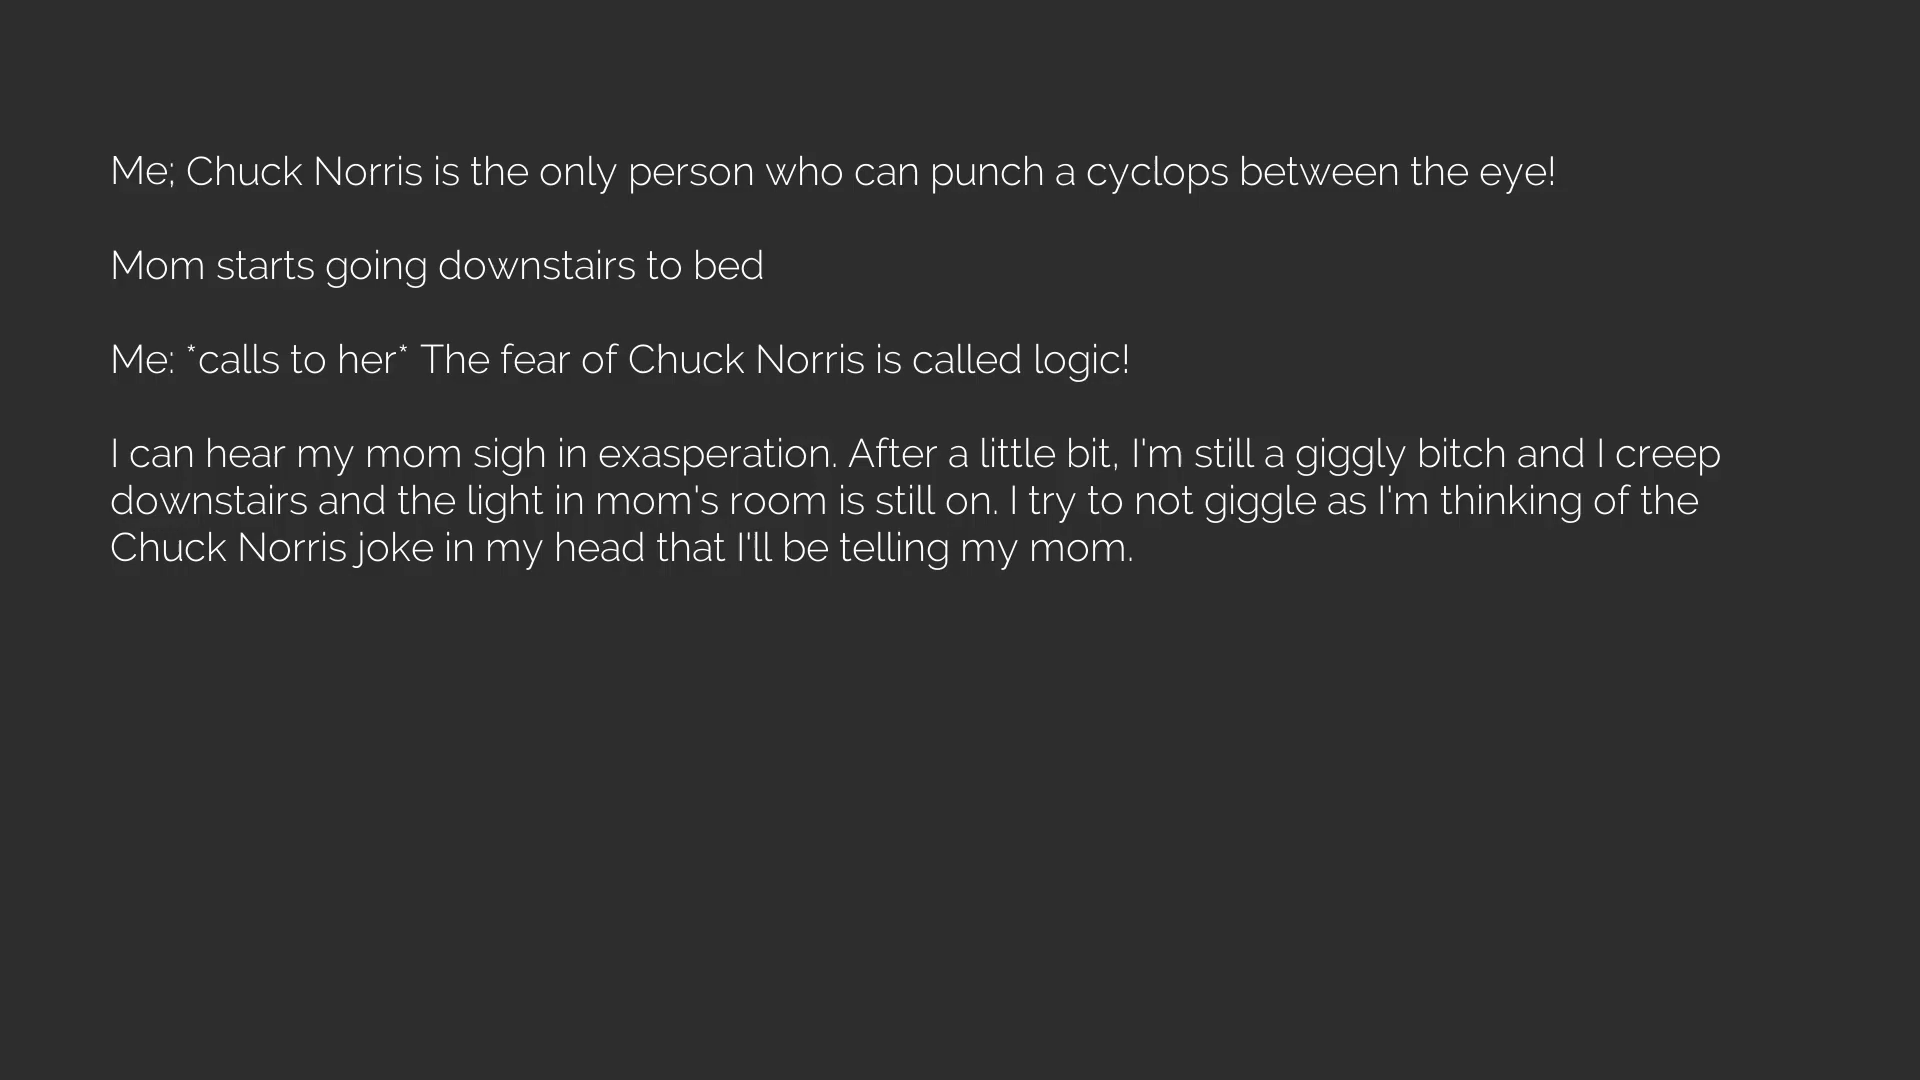 Me; Chuck Norris is the only person who can punch a cyclops between the eye!
Mom starts going downstairs to bed
Me: *calls to her* The fear of Chuck Norris is called logic!
I can hear my mom sigh in exasperation. After a little bit, I'm still a giggly bitch and I creep
downstairs and the light in mom's room is still on. I try to not giggle as I'm thinking of the
Chuck Norris joke in my head that I'll be telling my mom.